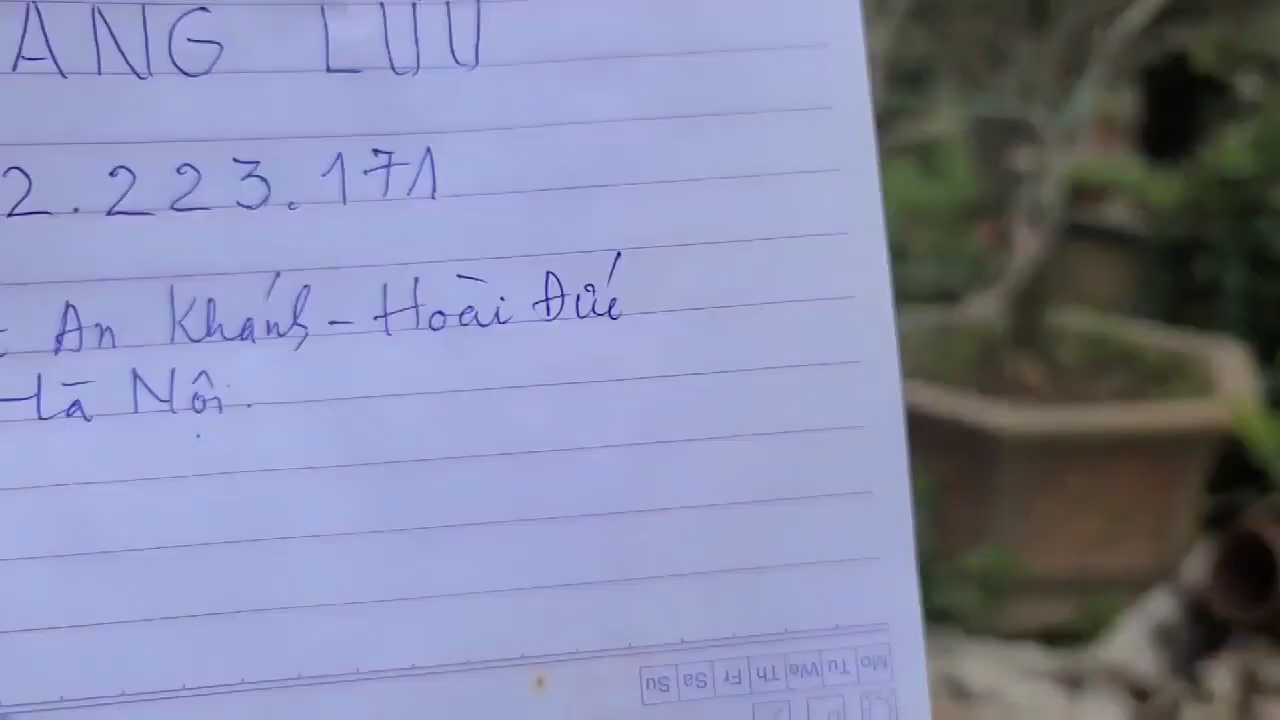 ANG LUU
2.223.171
: An Khánh - Hoài Đức
Hà Nội.
Mo Tu We Th Fr Sa Su